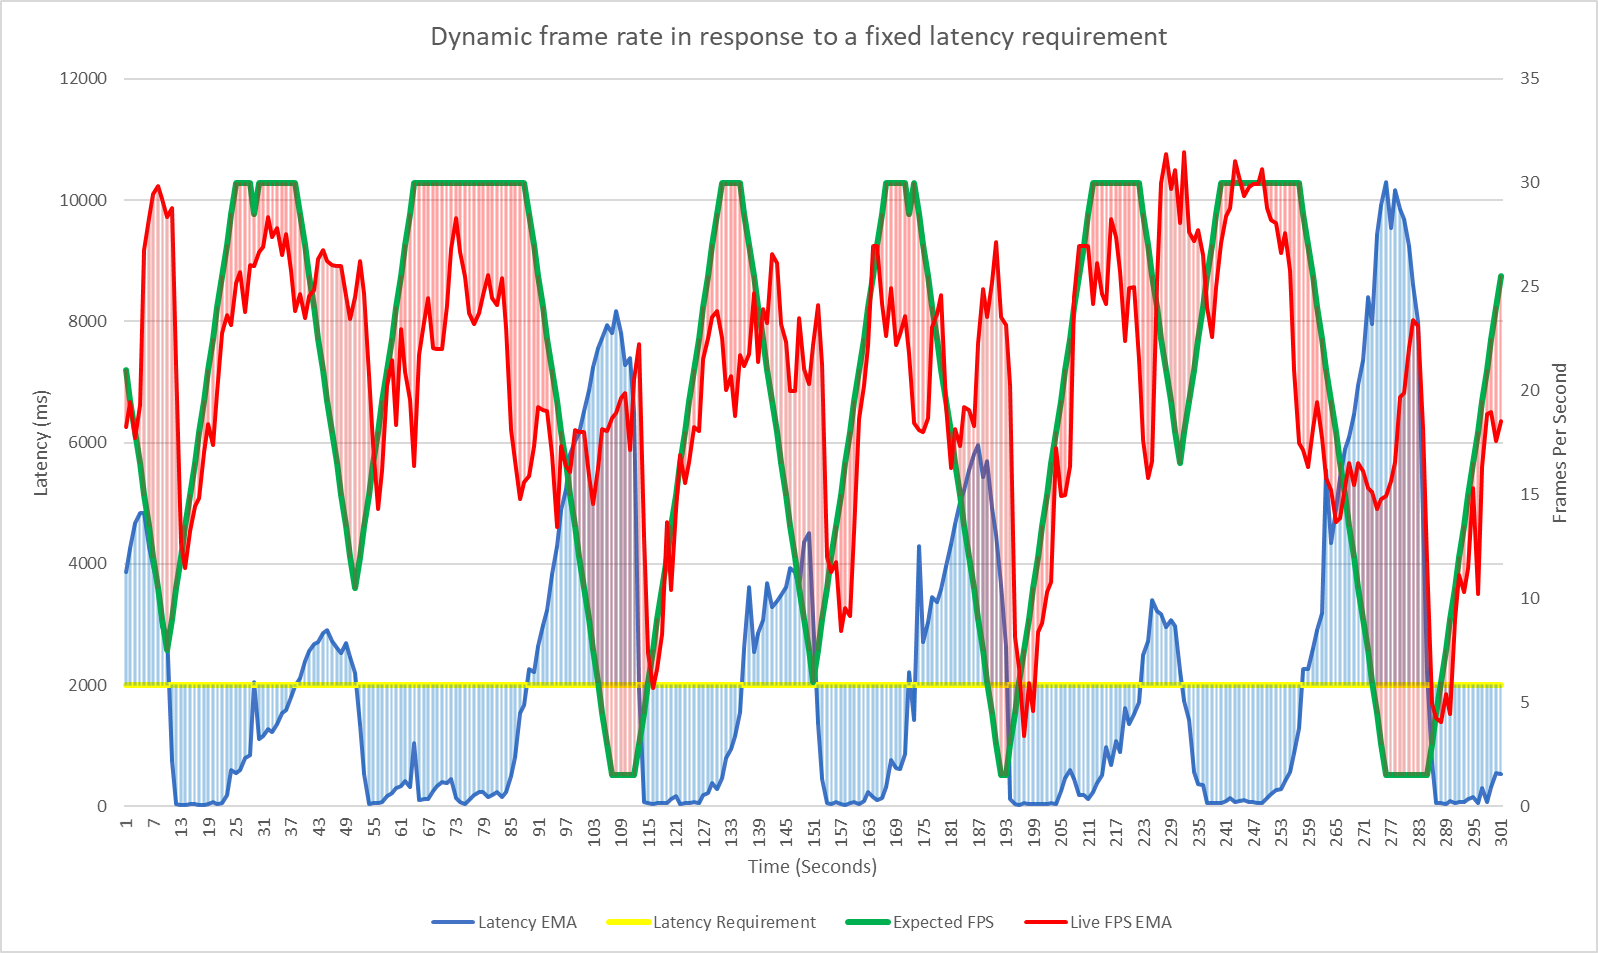 Dynamic frame rate in response to a fixed latency requirement
12000
10000
8000
6000
4000
2000
0
Latency (ms)
35
30
25
20
15
10
5
0
Frames Per Second
1 7 13 19 25 31 37 43 49 55 61 67 73 79 85 91 97 103 109 115 121 127 133 139 145 151 157 163 169 175 181 187 193 199 205 211 217 223 229 235 241 247 253 259 265 271 277 283 289 295 301
Time (Seconds)
Latency EMA Latency Requirement Expected FPS Live FPS EMA